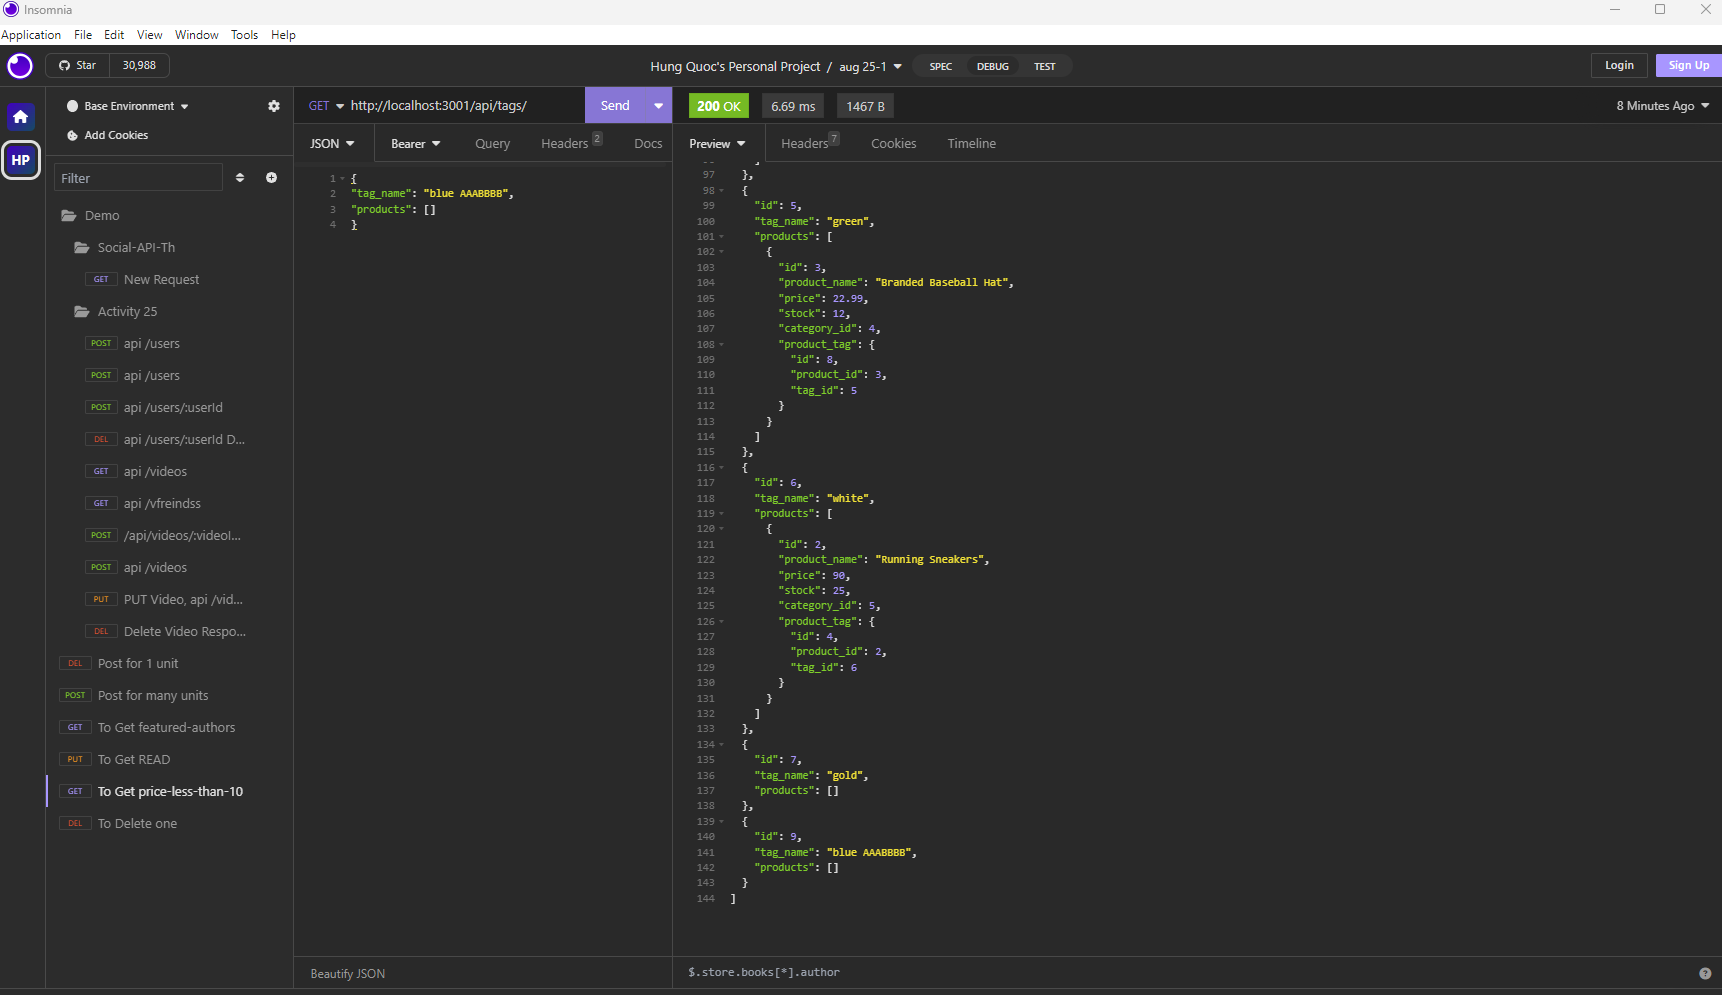 Insomnia
Application File Edit View Window Tools Help
Star 30,988
Hung Quoc's Personal Project / aug 25-1
SPEC DEBUG TEST
Login Sign Up
HP
Base Environment
Add Cookies
Filter
Demo
Social-API-Th
GET New Request
Activity 25
POST api /users
POST api /users
POST api /users/:userId
DEL api /users/:userId D...
GET api /videos
GET api /vfreindss
POST /api/videos/:videoI...
POST api /videos
PUT PUT Video, api /vid...
DEL Delete Video Respo...
DEL Post for 1 unit
POST Post for many units
GET To Get featured-authors
PUT To Get READ
GET To Get price-less-than-10
DEL To Delete one
GET http://localhost:3001/api/tags/ Send
JSON Bearer Query Headers 2 Docs
1 {
2 "tag_name": "blue AAABBBB",
3 "products": []
4 }
Beautify JSON
200 OK 6.69 ms 1467 B 8 Minutes Ago
Preview Headers 7 Cookies Timeline
]
97 },
98 {
99 "id": 5,
100 "tag_name": "green",
101 "products": [
102 {
103 "id": 3,
104 "product_name": "Branded Baseball Hat",
105 "price": 22.99,
106 "stock": 12,
107 "category_id": 4,
108 "product_tag": {
109 "id": 8,
110 "product_id": 3,
111 "tag_id": 5
112 }
113 }
114 ]
115 },
116 {
117 "id": 6,
118 "tag_name": "white",
119 "products": [
120 {
121 "id": 2,
122 "product_name": "Running Sneakers",
123 "price": 90,
124 "stock": 25,
125 "category_id": 5,
126 "product_tag": {
127 "id": 4,
128 "product_id": 2,
129 "tag_id": 6
130 }
131 }
132 ]
133 },
134 {
135 "id": 7,
136 "tag_name": "gold",
137 "products": []
138 },
139 {
140 "id": 9,
141 "tag_name": "blue AAABBBB",
142 "products": []
143 }
144 ]
$.store.books[*].author